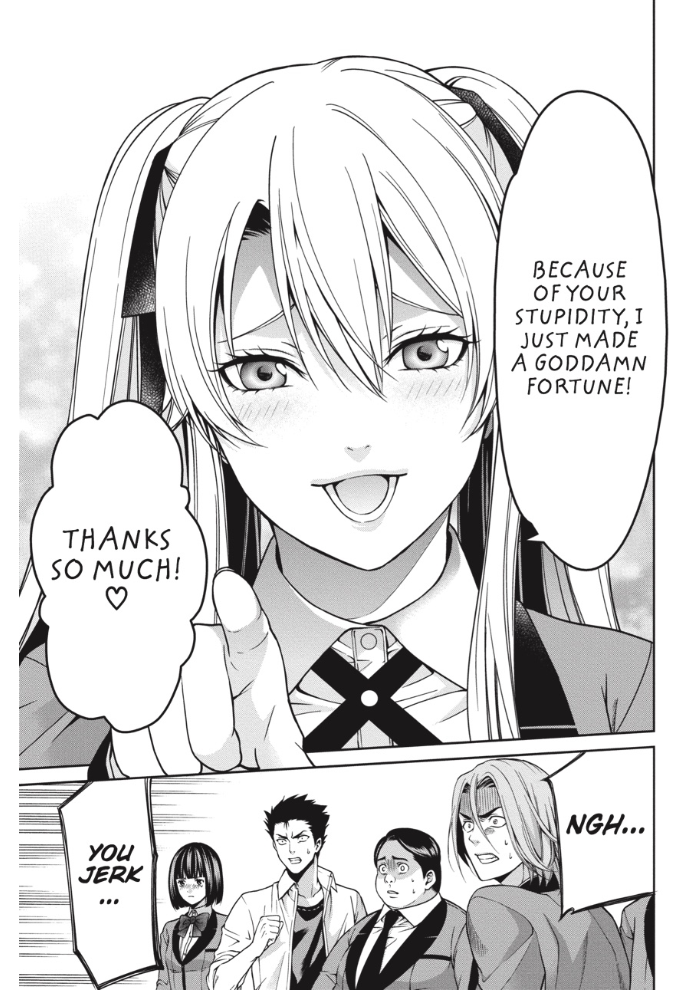 BECAUSE
OF YOUR
STUPIDITY, I
JUST MADE
A GODDAMN
FORTUNE!
THANKS
SO MUCH!
♡
NGH...
YOU
JERK
...